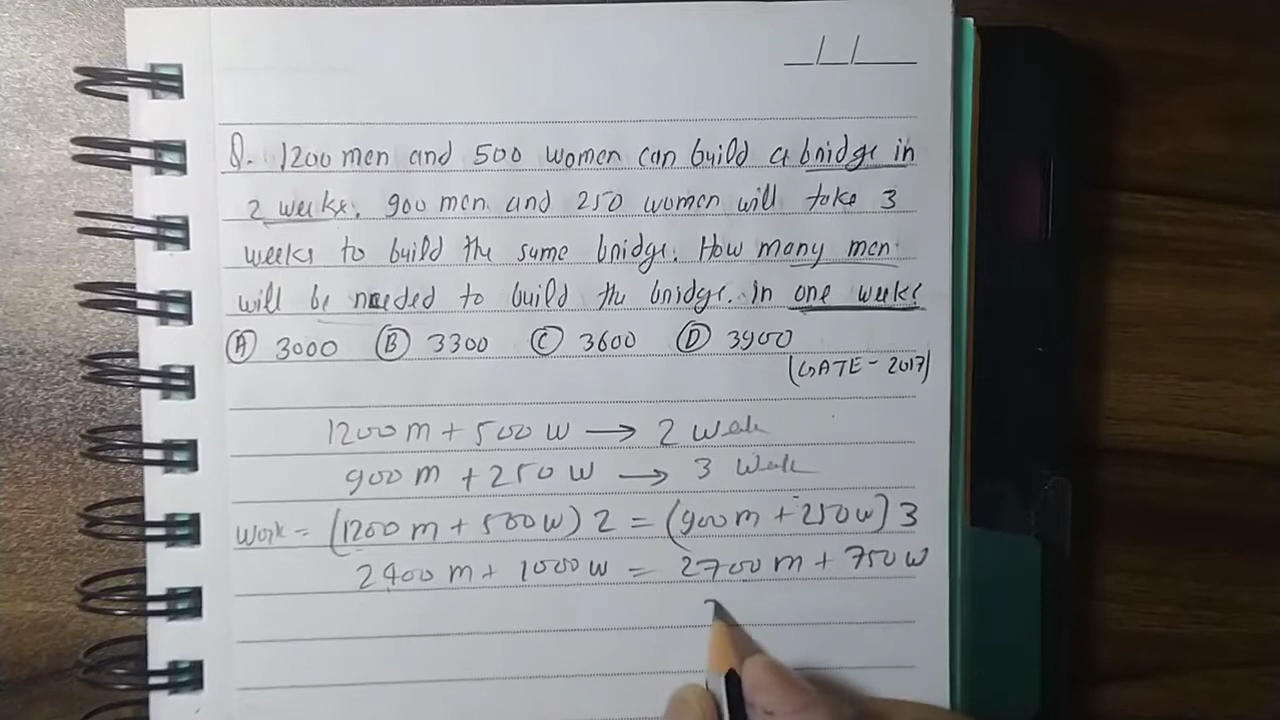 __/__/____
Q. 1200 men and 500 women can build a bridge in
2 weeks. 900 men and 250 women will take 3
weeks to build the same bridge. How many men
will be needed to build the bridge. in one weeks
(A) 3000 (B) 3300 (C) 3600 (D) 3900
(GATE - 2017)
1200 m + 500 w → 2 Week
900 m + 250 w → 3 Week
Work = (1200 m + 500 w) 2 = (900 m + 250 w) 3
2400 m + 1000 w = 2700 m + 750 w